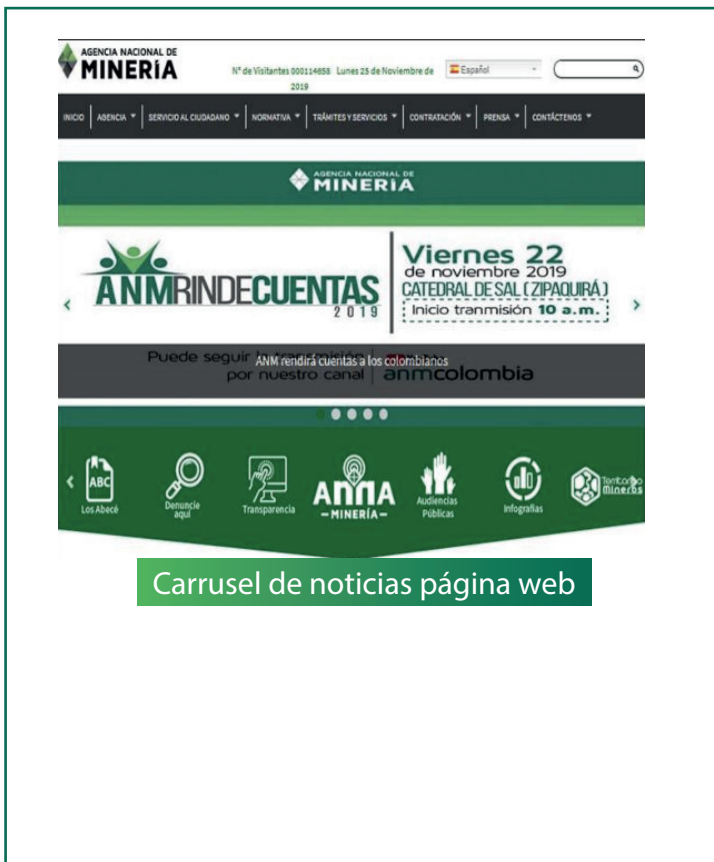 AGENCIA NACIONAL DE
MINERÍA
N° de Visitantes 000114658 Lunes 25 de Noviembre de
2019
Español
INICIO AGENCIA SERVICIO AL CIUDADANO NORMATIVA TRÁMITES Y SERVICIOS CONTRATACIÓN PRENSA CONTÁCTENOS
AGENCIA NACIONAL DE
MINERÍA
ANMRINDECUENTAS
2019
Viernes 22
de noviembre 2019
CATEDRAL DE SAL (ZIPAQUIRÁ)
Inicio tranmisión 10 a.m.
Puede seguir la transmisión
por nuestro canal anmcolombia
ANM rendirá cuentas a los colombianos
ABC
Los Abecé
Denuncie
aquí
Transparencia
ANNA
–MINERÍA–
Audiencias
Públicas
Infografías
Territorios
Mineros
Carrusel de noticias página web